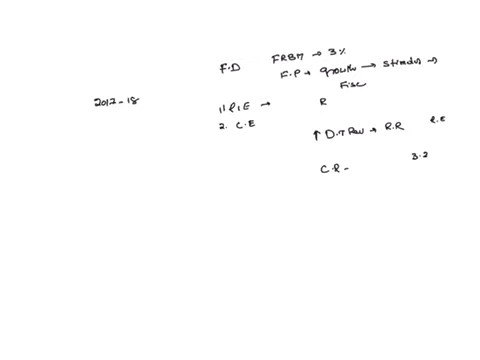 F.D FRBM → 3%
F.P → growth → stimulus →
Fisc
2017-18 1) R.E → R
2. C.E
↑ D.T Rev → R.R R.E
3.2
C.R -